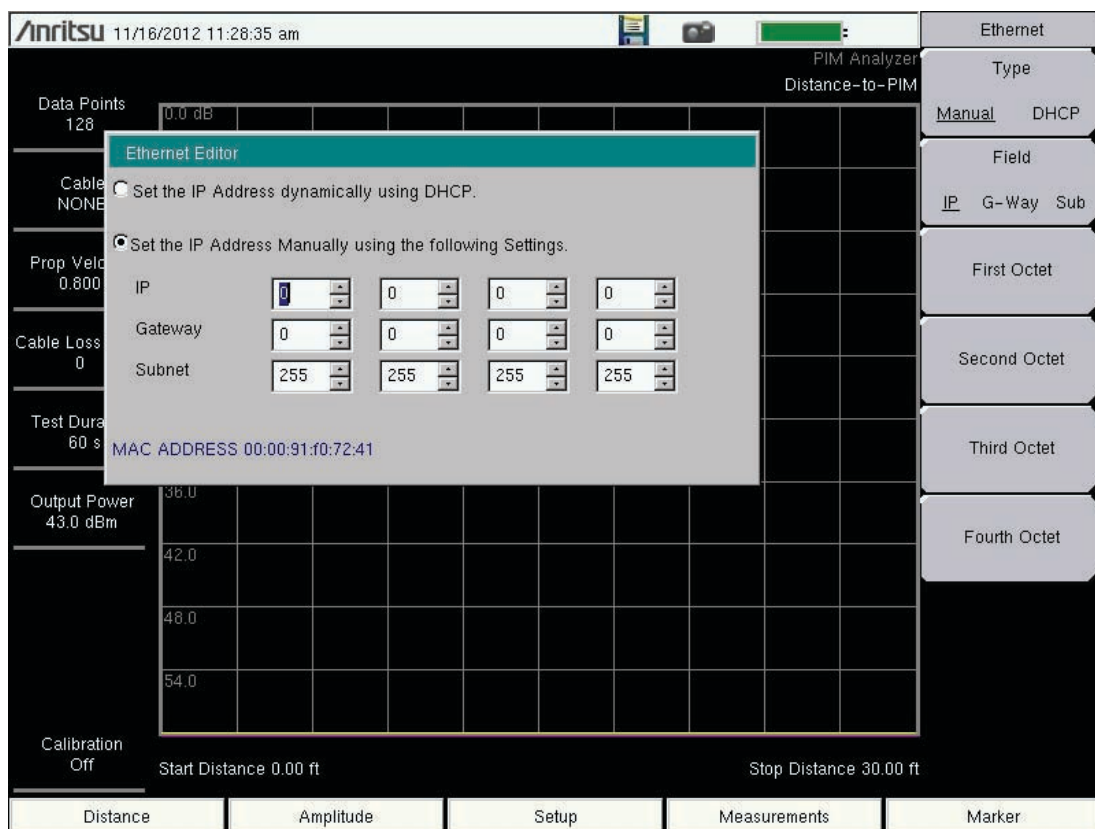 Anritsu 11/16/2012 11:28:35 am
PIM Analyzer
Distance-to-PIM
Data Points
128
Cable
NONE
Prop Velo
0.800
Cable Loss
0
Test Dura
60 s
Output Power
43.0 dBm
Calibration
Off
0.0 dB
Ethernet Editor
Set the IP Address dynamically using DHCP.
Set the IP Address Manually using the following Settings.
IP 0 0 0 0
Gateway 0 0 0 0
Subnet 255 255 255 255
MAC ADDRESS 00:00:91:f0:72:41
36.0
42.0
48.0
54.0
Start Distance 0.00 ft Stop Distance 30.00 ft
Ethernet
Type
Manual DHCP
Field
IP G-Way Sub
First Octet
Second Octet
Third Octet
Fourth Octet
Distance Amplitude Setup Measurements Marker